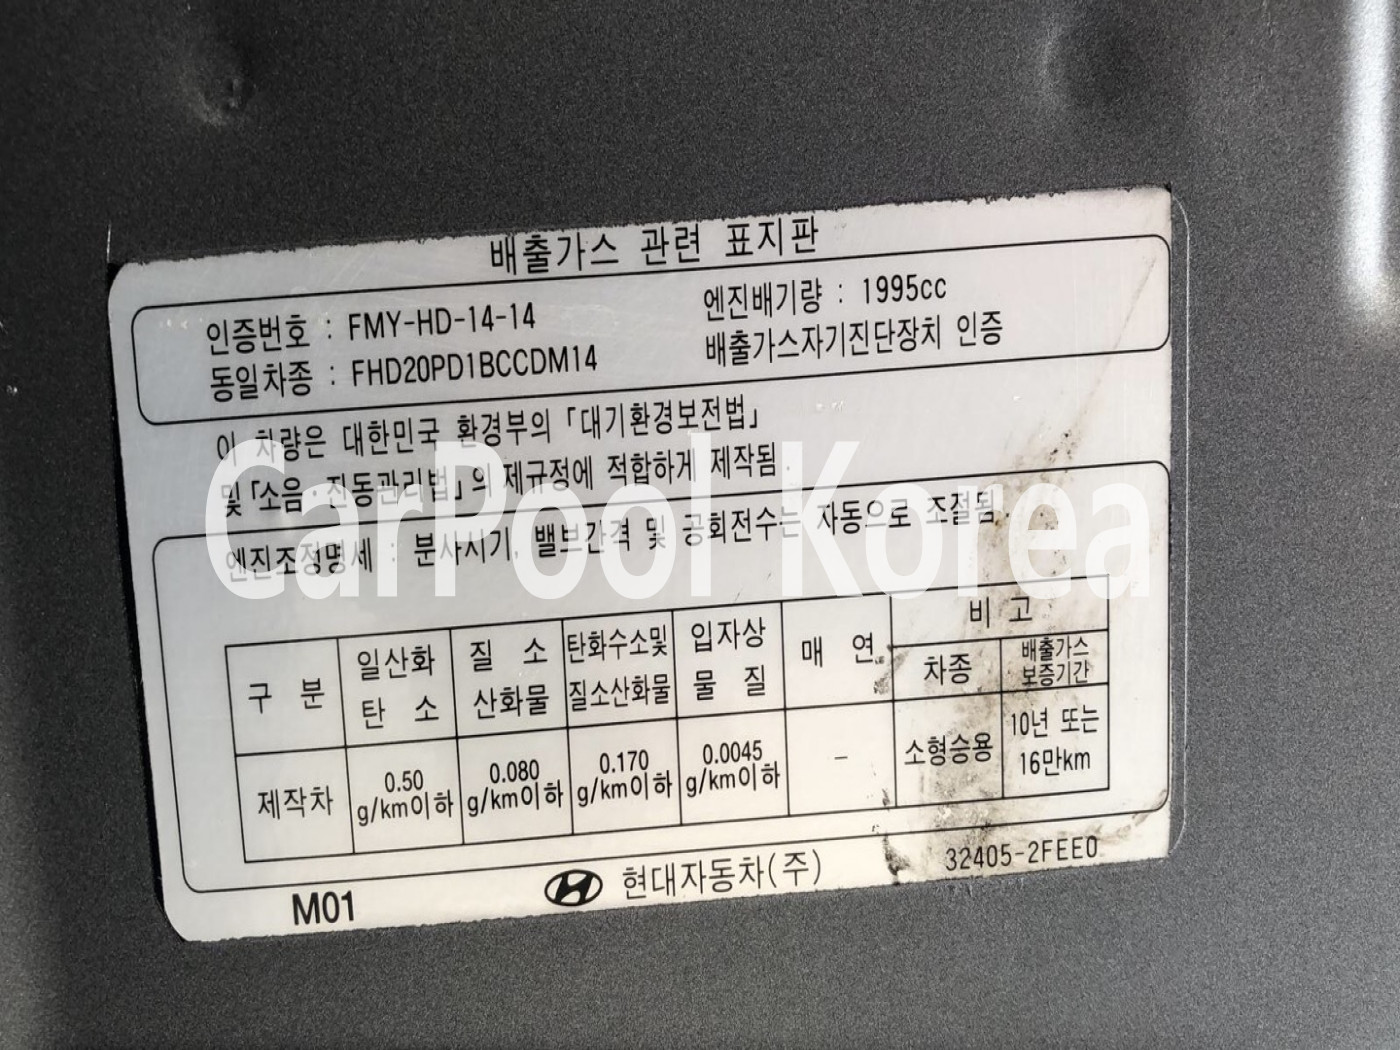 배출가스 관련 표지판
인증번호 : FMY-HD-14-14
엔진배기량 : 1995cc
동일차종 : FHD20PD1BCCDM14
배출가스자기진단장치 인증
이 차량은 대한민국 환경부의 「대기환경보전법」
및 「소음·진동관리법」의 제규정에 적합하게 제작됨.
엔진조정명세 : 분사시기, 밸브간격 및 공회전수는 자동으로 조절됨.
CarPool Korea
구 분
일산화
탄 소
질 소
산화물
탄화수소및
질소산화물
입자상
물 질
매 연
비 고
차종
배출가스
보증기간
제작차
0.50
g/km이하
0.080
g/km이하
0.170
g/km이하
0.0045
g/km이하
-
소형승용
10년 또는
16만km
M01
현대자동차(주)
32405-2FEE0